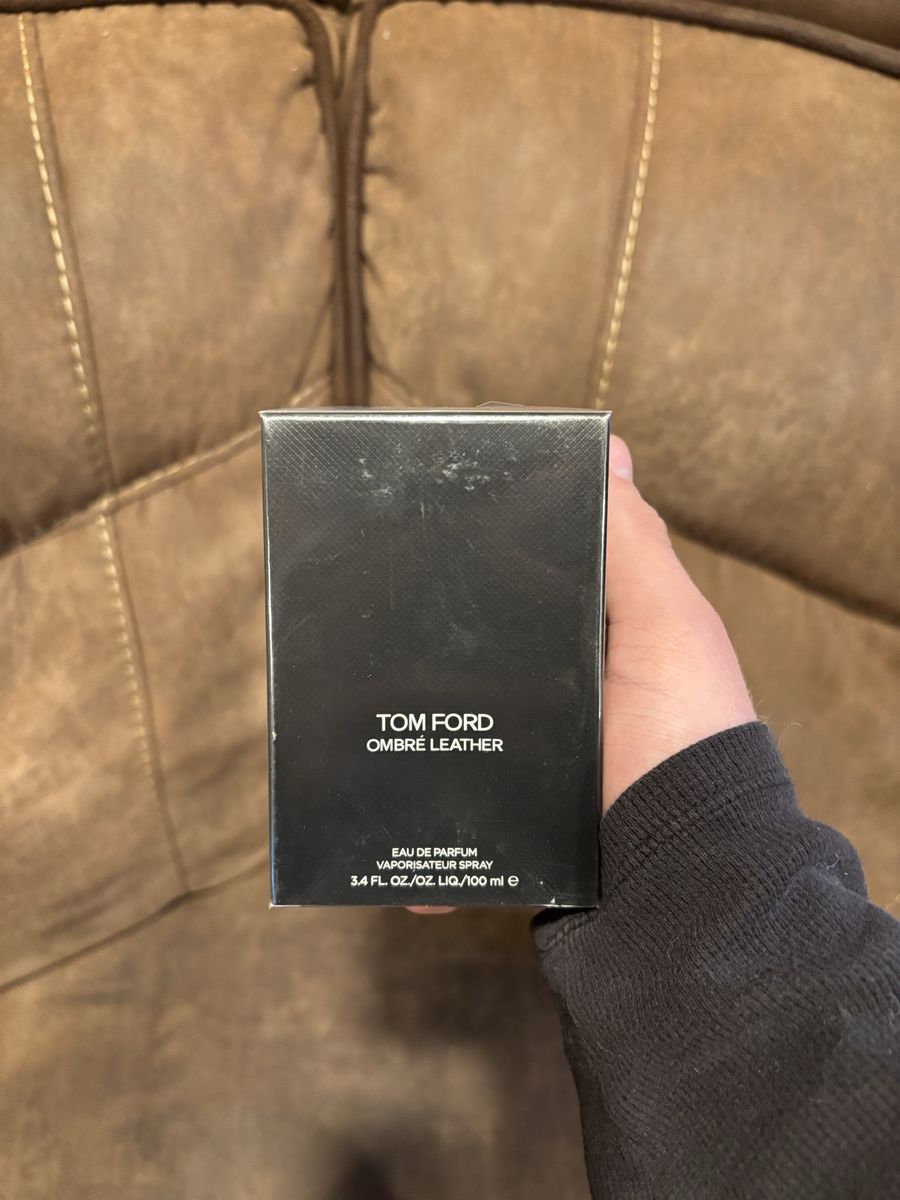 TOM FORD
OMBRÉ LEATHER
EAU DE PARFUM
VAPORISATEUR SPRAY
3.4 FL. OZ./OZ. LIQ./100 ml ℮